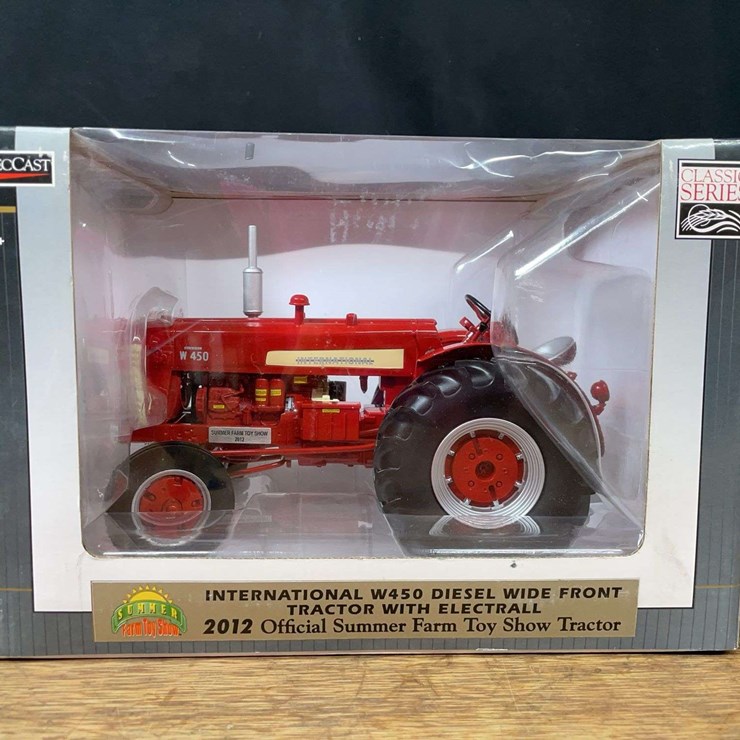 ECCAST
CLASSIC
SERIES
W 450
INTERNATIONAL
SUMMER FARM TOY SHOW
2012
SUMMER
Farm Toy Show
INTERNATIONAL W450 DIESEL WIDE FRONT
TRACTOR WITH ELECTRALL
2012 Official Summer Farm Toy Show Tractor